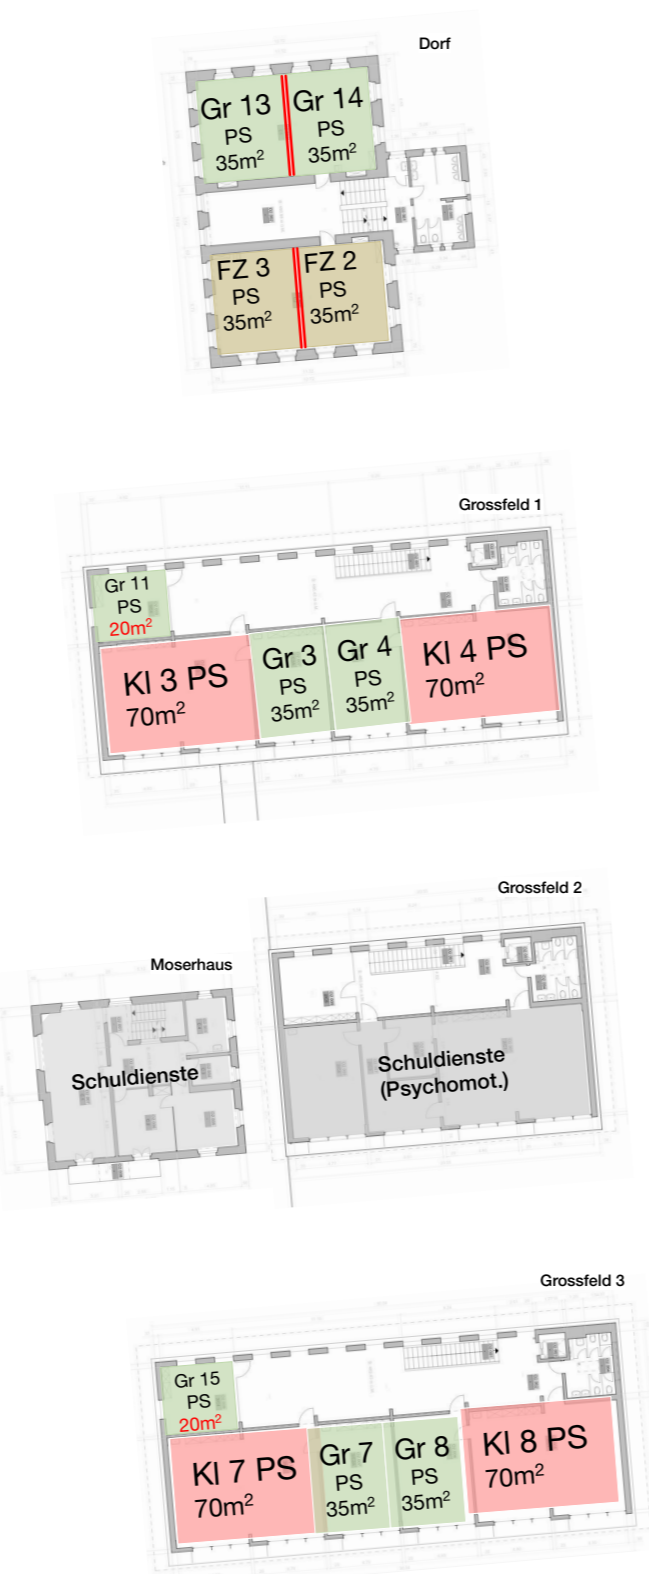 Dorf
Gr 13
PS
35m²
Gr 14
PS
35m²
FZ 3
PS
35m²
FZ 2
PS
35m²
Grossfeld 1
Gr 11
PS
20m²
Kl 3 PS
70m²
Gr 3
PS
35m²
Gr 4
PS
35m²
Kl 4 PS
70m²
Grossfeld 2
Moserhaus
Schuldienste
Schuldienste
(Psychomot.)
Grossfeld 3
Gr 15
PS
20m²
Kl 7 PS
70m²
Gr 7
PS
35m²
Gr 8
PS
35m²
Kl 8 PS
70m²